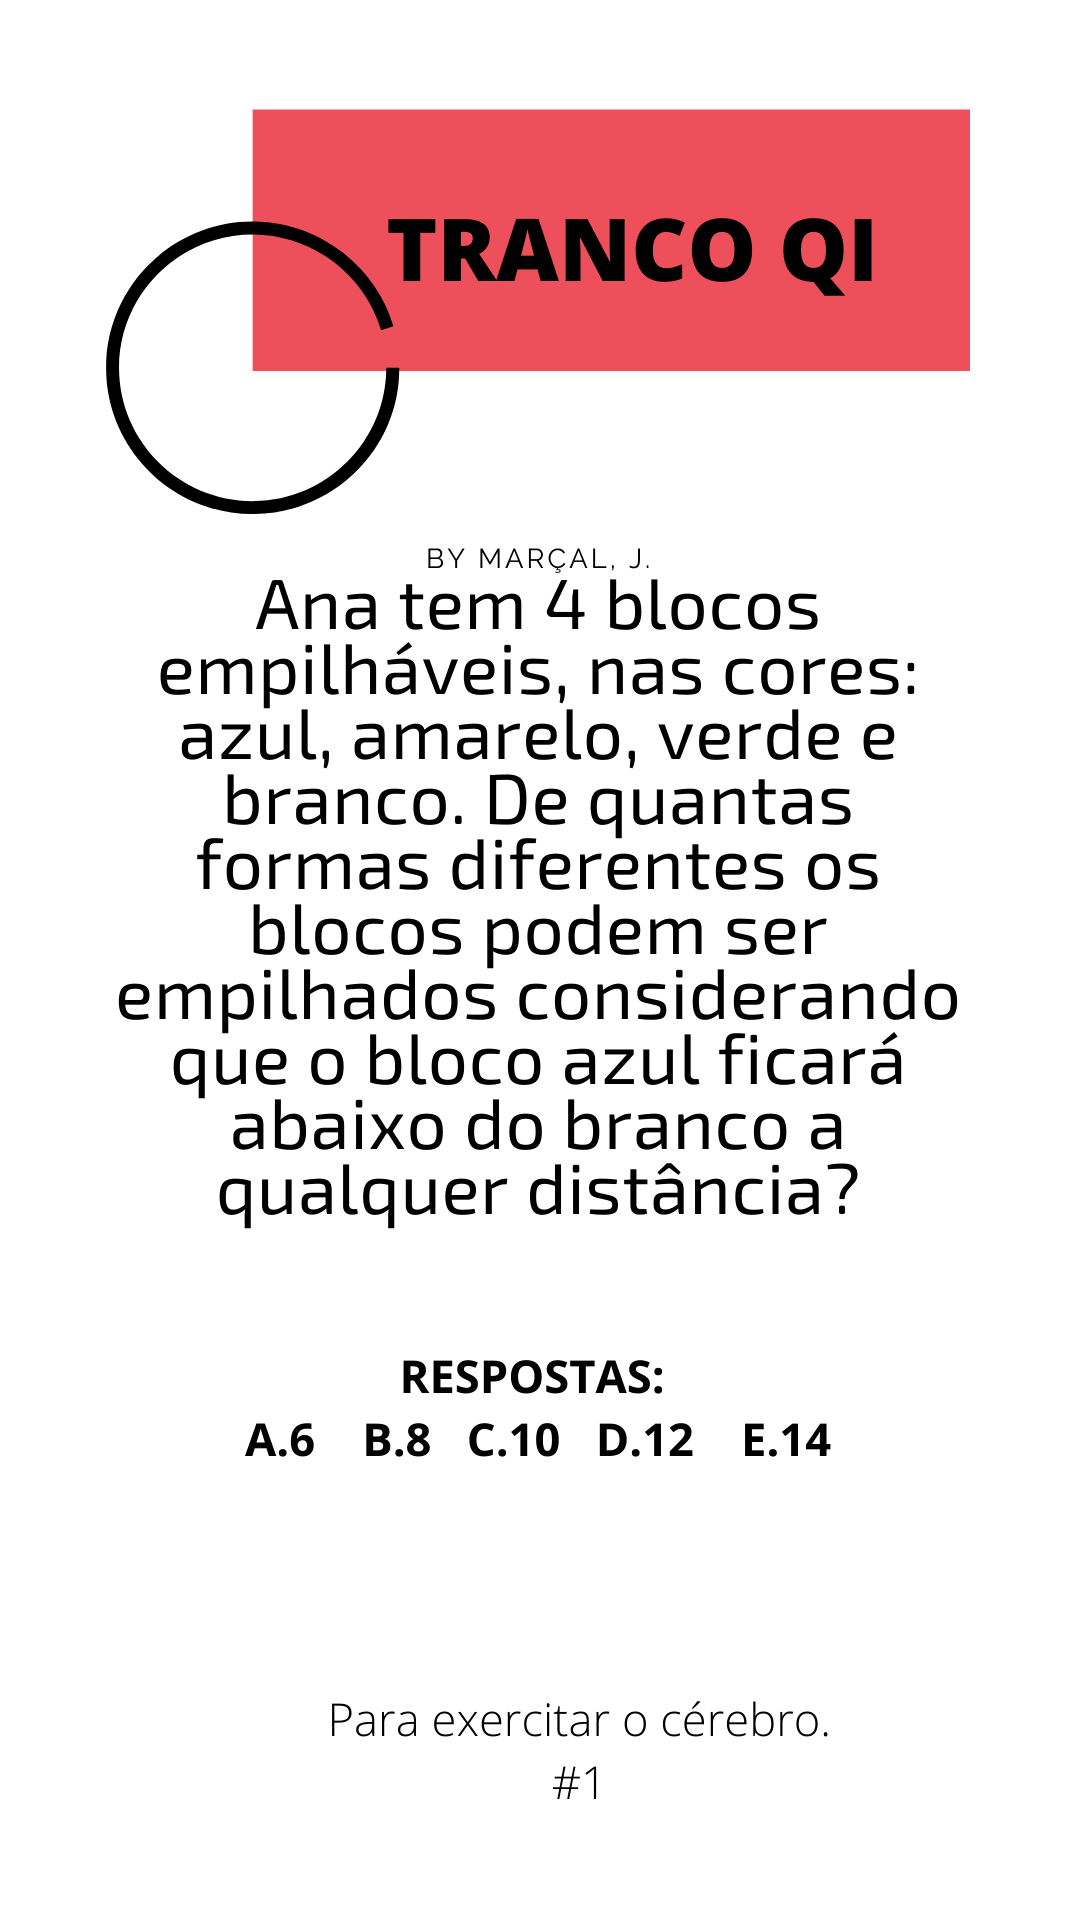 TRANCO QI
BY MARÇAL, J.
Ana tem 4 blocos
empilháveis, nas cores:
azul, amarelo, verde e
branco. De quantas
formas diferentes os
blocos podem ser
empilhados considerando
que o bloco azul ficará
abaixo do branco a
qualquer distância?
RESPOSTAS:
A.6 B.8 C.10 D.12 E.14
Para exercitar o cérebro.
#1